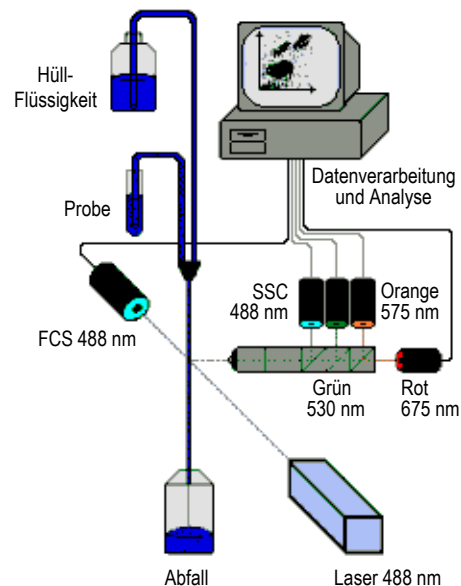 Hüll-
Flüssigkeit
Datenverarbeitung
und Analyse
Probe
SSC
488 nm
Orange
575 nm
FCS 488 nm
Grün
530 nm
Rot
675 nm
Abfall
Laser 488 nm